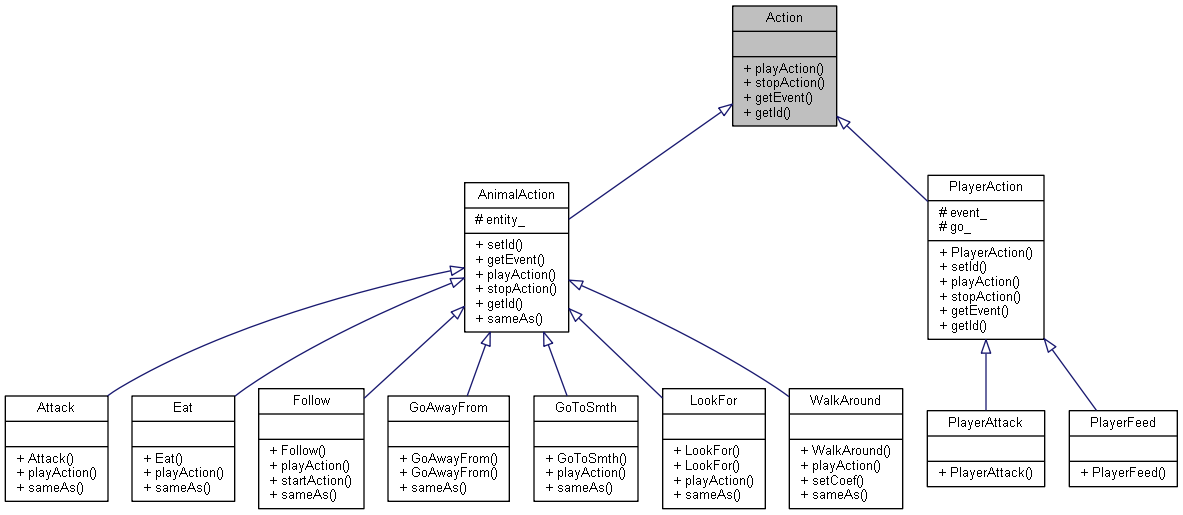 Action
+ playAction()
+ stopAction()
+ getEvent()
+ getId()
AnimalAction
# entity_
+ setId()
+ getEvent()
+ playAction()
+ stopAction()
+ getId()
+ sameAs()
PlayerAction
# event_
# go_
+ PlayerAction()
+ setId()
+ playAction()
+ stopAction()
+ getEvent()
+ getId()
Attack
+ Attack()
+ playAction()
+ sameAs()
Eat
+ Eat()
+ playAction()
+ sameAs()
Follow
+ Follow()
+ playAction()
+ startAction()
+ sameAs()
GoAwayFrom
+ GoAwayFrom()
+ GoAwayFrom()
+ sameAs()
GoToSmth
+ GoToSmth()
+ playAction()
+ sameAs()
LookFor
+ LookFor()
+ LookFor()
+ playAction()
+ sameAs()
WalkAround
+ WalkAround()
+ playAction()
+ setCoef()
+ sameAs()
PlayerAttack
+ PlayerAttack()
PlayerFeed
+ PlayerFeed()